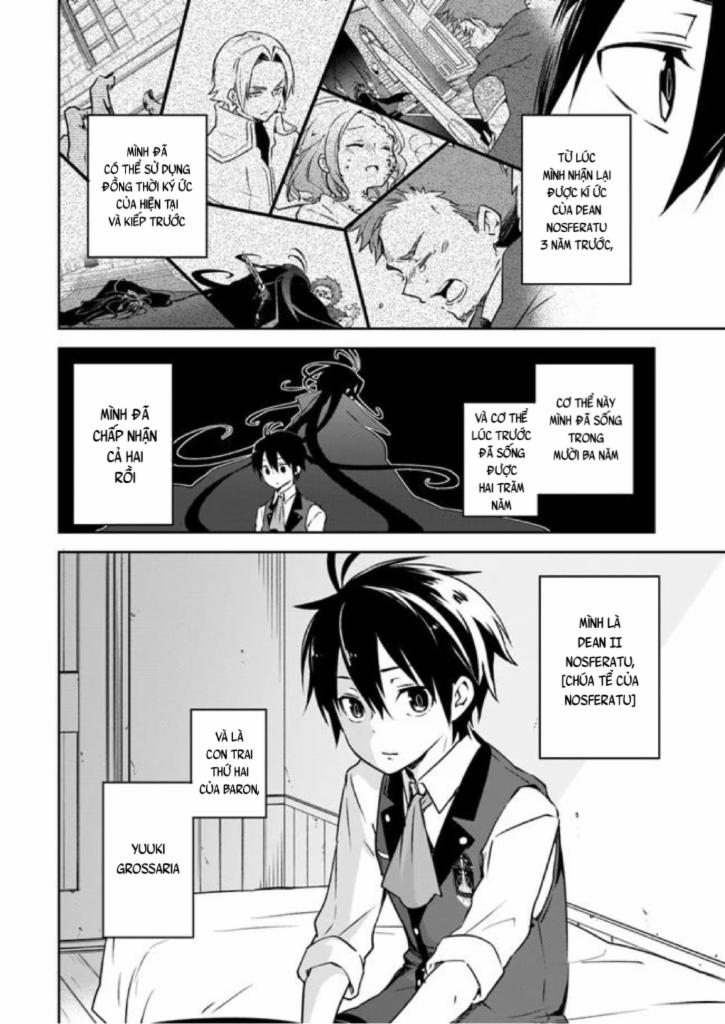 TỪ LÚC
MÌNH NHẬN LẠI
ĐƯỢC KÍ ỨC
CỦA DEAN
NOSFERATU
3 NĂM TRƯỚC,
MÌNH ĐÃ
CÓ THỂ SỬ DỤNG
ĐỒNG THỜI KÝ ỨC
CỦA HIỆN TẠI
VÀ KIẾP TRƯỚC
CƠ THỂ NÀY
MÌNH ĐÃ SỐNG
TRONG
MƯỜI BA NĂM
VÀ CƠ THỂ
LÚC TRƯỚC
ĐÃ SỐNG
ĐƯỢC
HAI TRĂM
NĂM
MÌNH ĐÃ
CHẤP NHẬN
CẢ HAI
RỒI
MÌNH LÀ
DEAN II
NOSFERATU,
[CHÚA TỂ CỦA
NOSFERATU]
VÀ LÀ
CON TRAI
THỨ HAI
CỦA BARON,
YUUKI
GROSSARIA